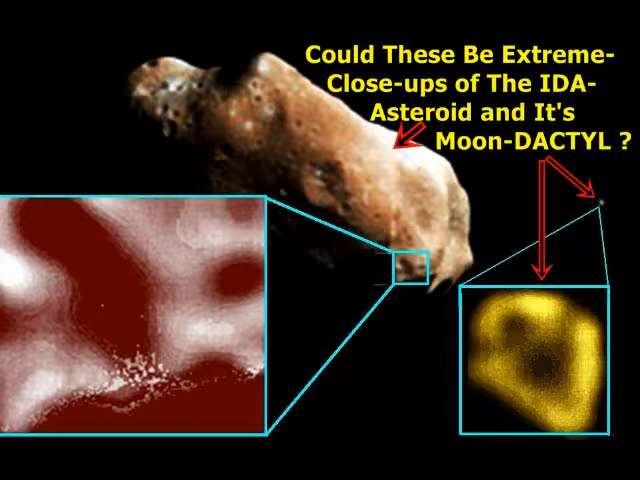 Could These Be Extreme-
Close-ups of The IDA-
Asteroid and It's
Moon-DACTYL ?